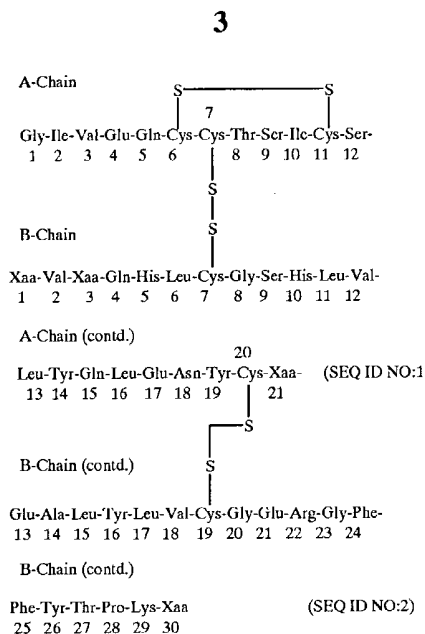 3
A-Chain
S S
7
Gly-Ile-Val-Glu-Gln-Cys-Cys-Thr-Ser-Ile-Cys-Ser-
1 2 3 4 5 6 8 9 10 11 12
S
S
B-Chain
Xaa-Val-Xaa-Gln-His-Leu-Cys-Gly-Ser-His-Leu-Val-
1 2 3 4 5 6 7 8 9 10 11 12
A-Chain (contd.)
20
Leu-Tyr-Gln-Leu-Glu-Asn-Tyr-Cys-Xaa- (SEQ ID NO:1
13 14 15 16 17 18 19 21
S
B-Chain (contd.)
S
Glu-Ala-Leu-Tyr-Leu-Val-Cys-Gly-Glu-Arg-Gly-Phe-
13 14 15 16 17 18 19 20 21 22 23 24
B-Chain (contd.)
Phe-Tyr-Thr-Pro-Lys-Xaa (SEQ ID NO:2)
25 26 27 28 29 30